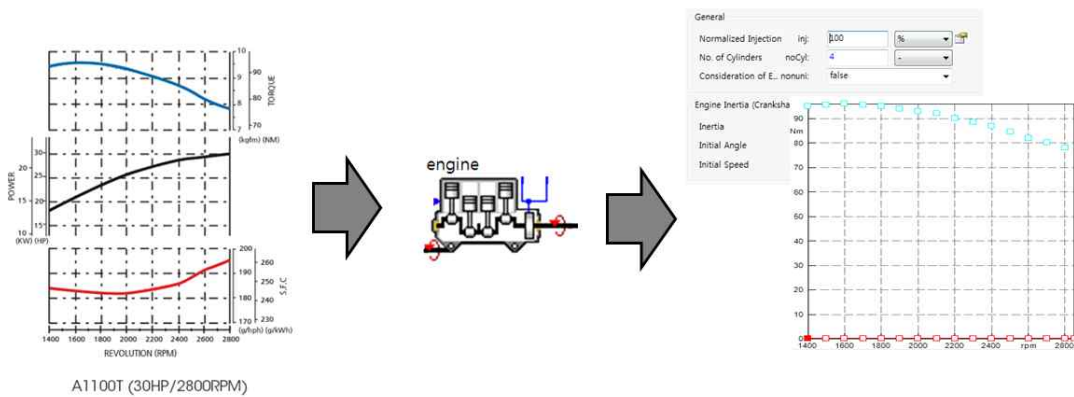 10
9
8
7
90
80
70
TORQUE
(kgfm) (NM)
30
25
20
15
25
20
15
10
POWER
(KW) (HP)
200
190
180
170
260
250
240
230
S.F.C
(g/hph) (g/kWh)
1400 1600 1800 2000 2200 2400 2600 2800
REVOLUTION (RPM)
A1100T (30HP/2800RPM)
engine
General
Normalized Injection inj: 100 %
No. of Cylinders noCyl: 4 -
Consideration of E.. nonuni: false
Engine Inertia (Cranksha
Inertia
Initial Angle
Initial Speed
90
Nm
80
70
60
50
40
30
20
10
0
1400 1600 2000 2200 2400 rpm 2800